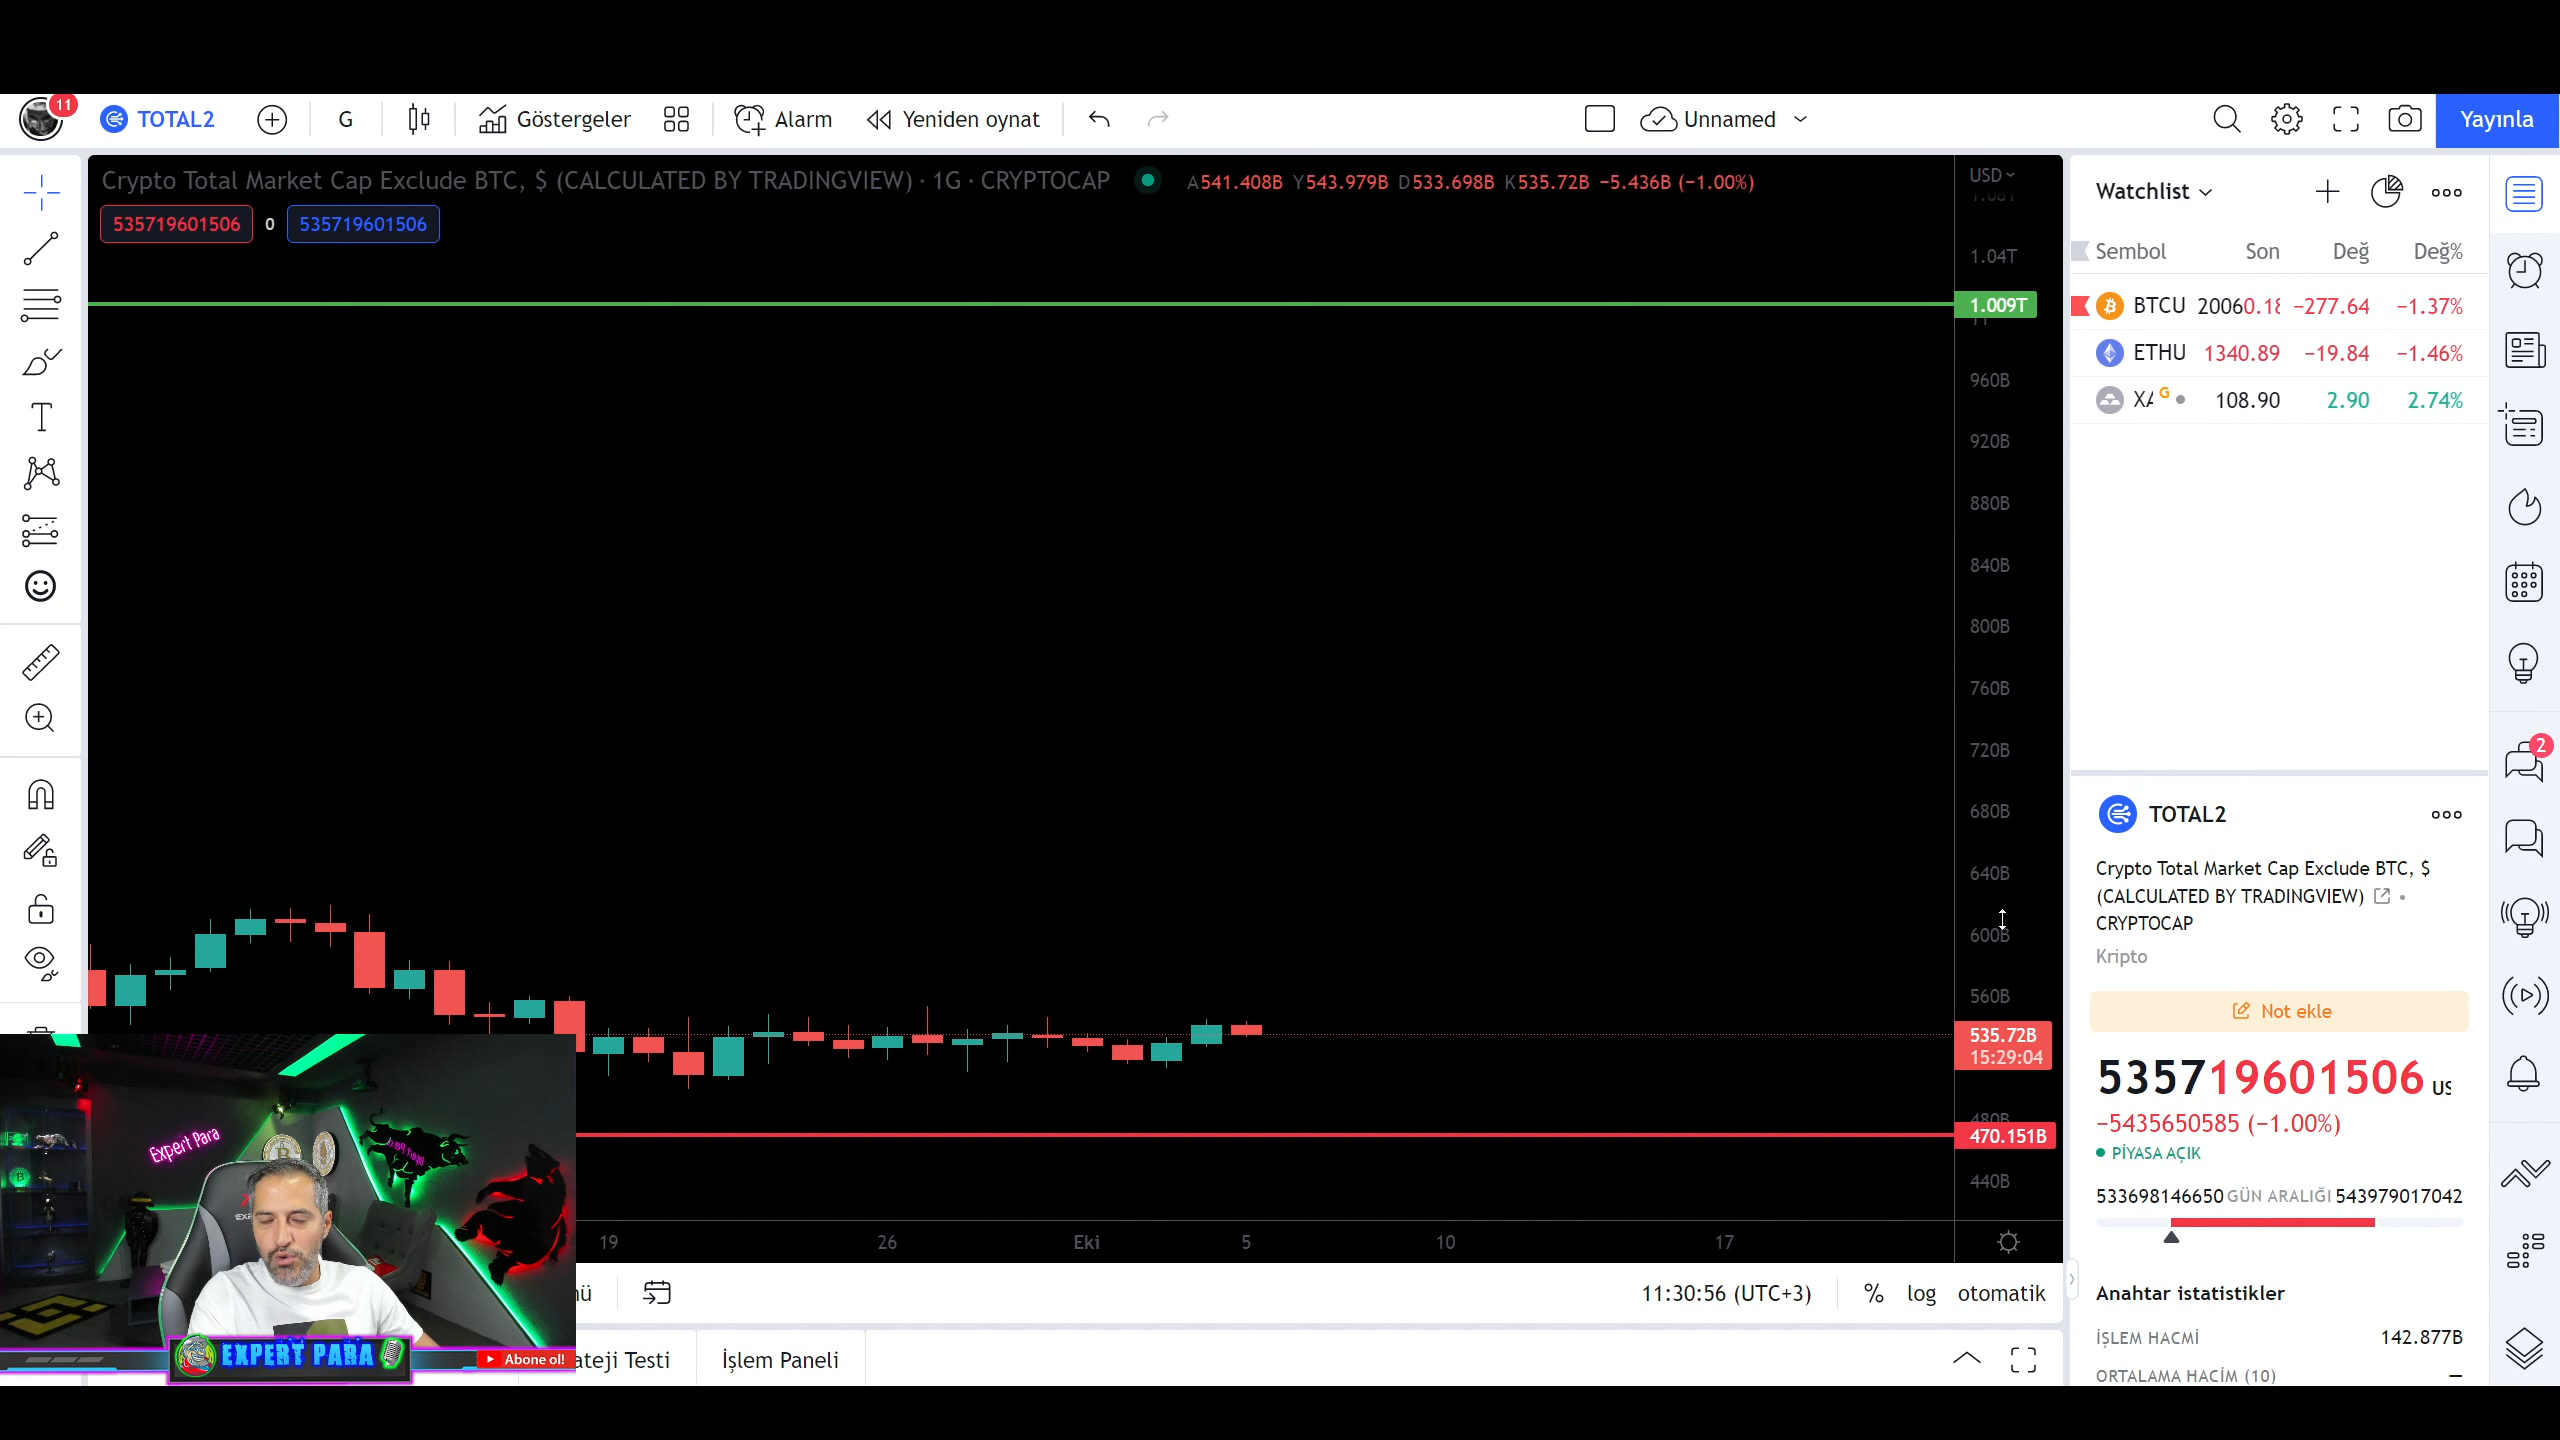 11
TOTAL2
G
Göstergeler
Alarm
Yeniden oynat
Unnamed
Yayınla
Crypto Total Market Cap Exclude BTC, $ (CALCULATED BY TRADINGVIEW) · 1G · CRYPTOCAP
A541.408B Y543.979B D533.698B K535.72B −5.436B (−1.00%)
USD
535719601506 0 535719601506
1.04T
1.009T
960B
920B
880B
840B
800B
760B
720B
680B
640B
600B
560B
535.72B
15:29:04
480B
470.151B
440B
19 26 Eki 5 10 17
11:30:56 (UTC+3)
% log otomatik
ateji Testi
İşlem Paneli
Watchlist
Sembol Son Değ Değ%
BTCU 20060.18 −277.64 −1.37%
ETHU 1340.89 −19.84 −1.46%
G 108.90 2.90 2.74%
2
TOTAL2
Crypto Total Market Cap Exclude BTC, $
(CALCULATED BY TRADINGVIEW) •
CRYPTOCAP
Kripto
Not ekle
535719601506
−5435650585 (−1.00%)
PİYASA AÇIK
533698146650 GÜN ARALIĞI 543979017042
Anahtar istatistikler
İŞLEM HACMİ 142.877B
ORTALAMA HACİM (10) —
Expert Para
EXPERT PARA
Abone ol!